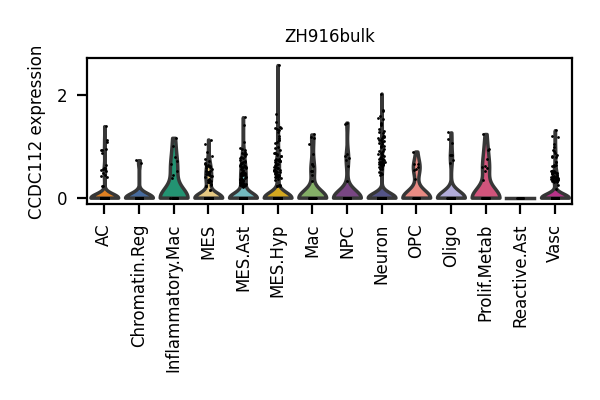 ZH916bulk
CCDC112 expression
2
0
AC
Chromatin.Reg
Inflammatory.Mac
MES
MES.Ast
MES.Hyp
Mac
NPC
Neuron
OPC
Oligo
Prolif.Metab
Reactive.Ast
Vasc